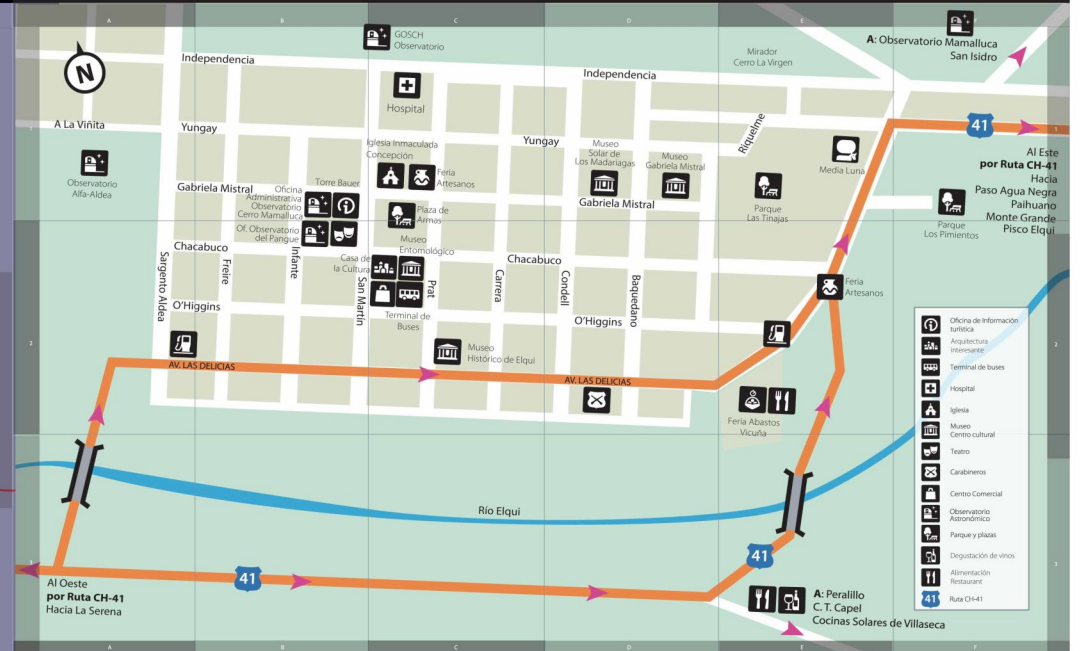 A
B
C
D
E
F
GOSCH
Observatorio
A: Observatorio Mamalluca
San Isidro
Mirador
Cerro La Virgen
N
Independencia
Independencia
Hospital
A La Viñita
Yungay
Yungay
Riquelme
41
1
1
Iglesia Inmaculada
Concepción
Feria
Artesanos
Museo
Solar de
Los Madariagas
Museo
Gabriela Mistral
Media Luna
Al Este
por Ruta CH-41
Hacia
Paso Agua Negra
Paihuano
Monte Grande
Pisco Elqui
Observatorio
Alfa-Aldea
Gabriela Mistral
Gabriela Mistral
Torre Bauer
Oficina
Administrativa
Observatorio
Cerro Mamalluca
Plaza de
Armas
Parque
Las Tinajas
Parque
Los Pimientos
Of. Observatorio
del Pangue
Museo
Entomológico
Chacabuco
Chacabuco
Casa de
la Cultura
Sargento Aldea
Freire
Infante
San Martín
Prat
Carrera
Condell
Baquedano
Feria
Artesanos
O'Higgins
O'Higgins
Terminal de
Buses
2
2
Museo
Histórico de Elqui
AV. LAS DELICIAS
AV. LAS DELICIAS
Feria Abastos
Vicuña
Oficina de Información
turística
Arquitectura
interesante
Terminal de buses
Hospital
Iglesia
Museo
Centro cultural
Teatro
Carabineros
Centro Comercial
Observatorio
Astronómico
Parque y plazas
Degustación de vinos
Alimentación
Restaurant
41
Ruta CH-41
Río Elqui
3
3
41
41
Al Oeste
por Ruta CH-41
Hacia La Serena
A: Peralillo
C. T. Capel
Cocinas Solares de Villaseca
A
B
C
D
E
F